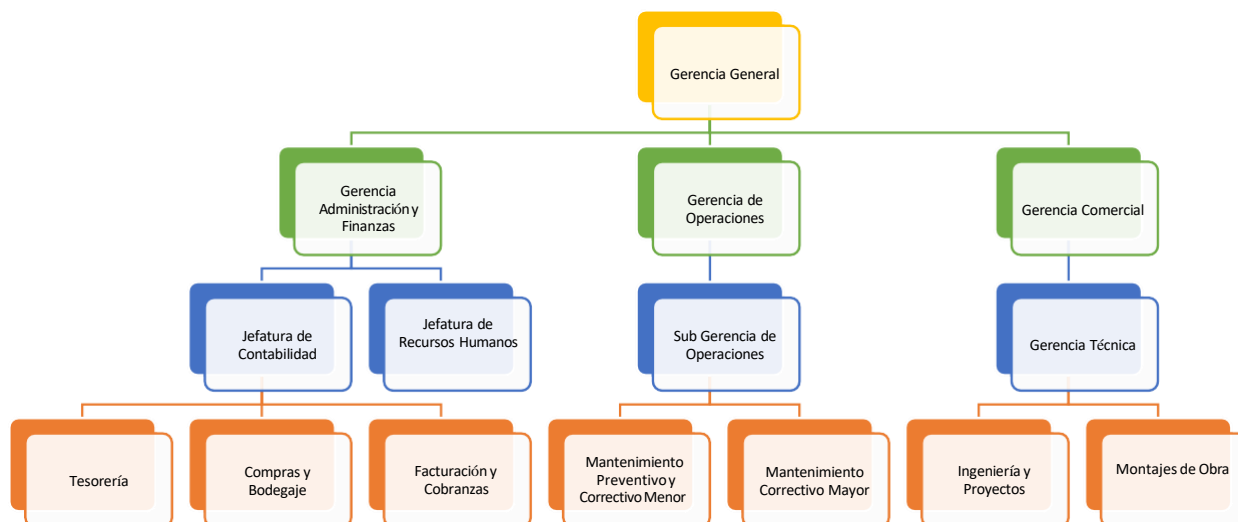 Gerencia General
Gerencia
Administración y
Finanzas
Gerencia de
Operaciones
Gerencia Comercial
Jefatura de
Contabilidad
Jefatura de
Recursos Humanos
Sub Gerencia de
Operaciones
Gerencia Técnica
Tesorería
Compras y
Bodegaje
Facturación y
Cobranzas
Mantenimiento
Preventivo y
Correctivo Menor
Mantenimiento
Correctivo Mayor
Ingeniería y
Proyectos
Montajes de Obra